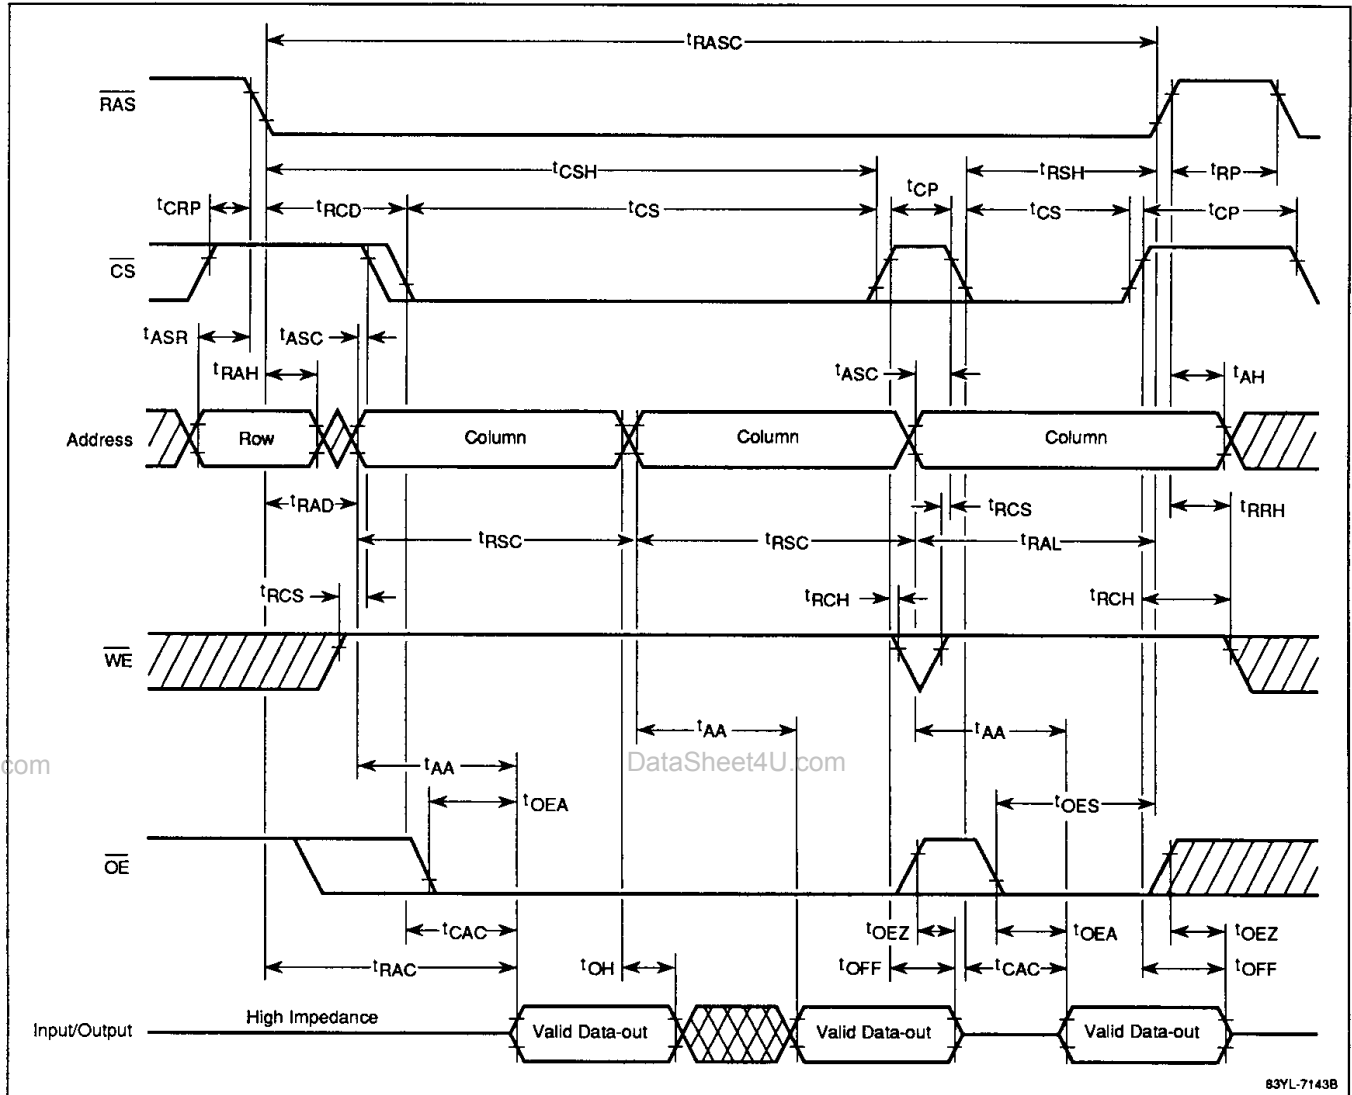 tRASC
RAS
tCSH
tRSH
tRP
tCP
tCRP
tRCD
tCS
tCS
tCP
CS
tASR
tASC
tRAH
tASC
tAH
Address
Row
Column
Column
Column
tRAD
tRCS
tRRH
tRSC
tRSC
tRAL
tRCS
tRCH
tRCH
WE
tAA
tAA
com
DataSheet4U.com
tAA
tOEA
tOES
OE
tCAC
tOEZ
tOEA
tOEZ
tRAC
tOH
tOFF
tCAC
tOFF
High Impedance
Input/Output
Valid Data-out
Valid Data-out
Valid Data-out
83YL-7143B